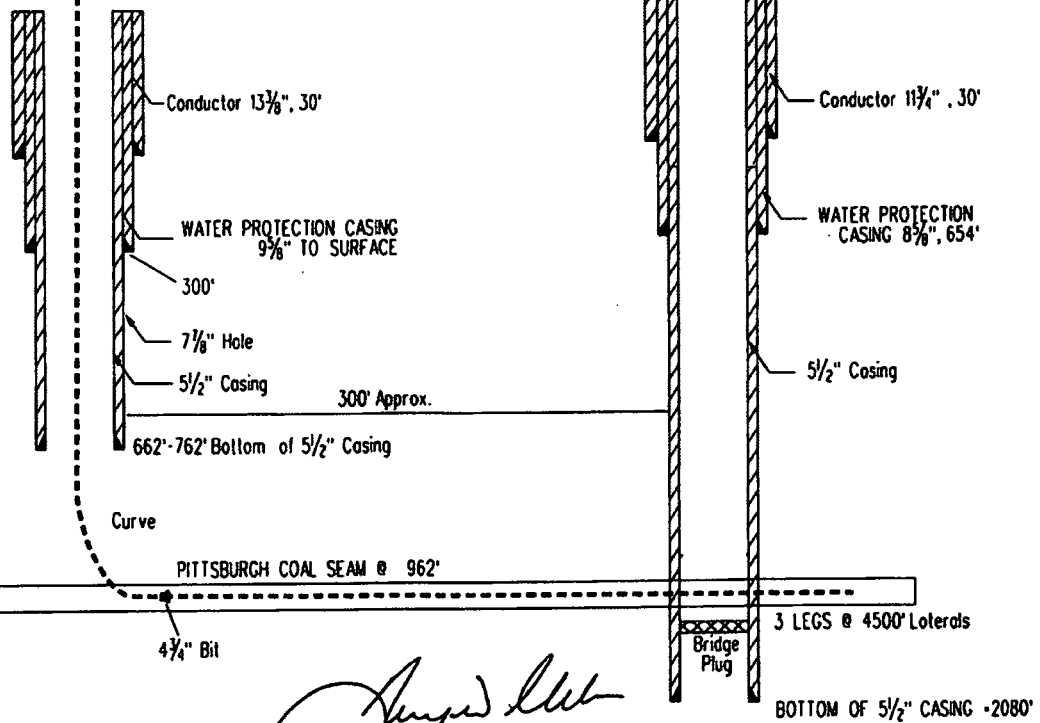 Conductor 13⅜", 30'
WATER PROTECTION CASING
9⅝" TO SURFACE
300'
7⅞" Hole
5½" Casing
300' Approx.
662'-762' Bottom of 5½" Casing
Curve
PITTSBURGH COAL SEAM @ 962'
4¾" Bit
Conductor 11¾" , 30'
WATER PROTECTION
CASING 8⅝", 654'
5½" Casing
3 LEGS @ 4500' Laterals
Bridge
Plug
BOTTOM OF 5½" CASING -2080'